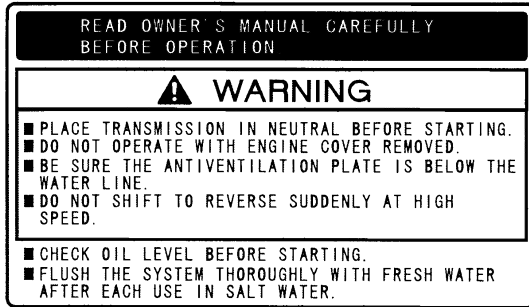 READ OWNER'S MANUAL CAREFULLY
BEFORE OPERATION
WARNING
■ PLACE TRANSMISSION IN NEUTRAL BEFORE STARTING.
■ DO NOT OPERATE WITH ENGINE COVER REMOVED.
■ BE SURE THE ANTIVENTILATION PLATE IS BELOW THE
WATER LINE.
■ DO NOT SHIFT TO REVERSE SUDDENLY AT HIGH
SPEED.
■ CHECK OIL LEVEL BEFORE STARTING.
■ FLUSH THE SYSTEM THOROUGHLY WITH FRESH WATER
AFTER EACH USE IN SALT WATER.